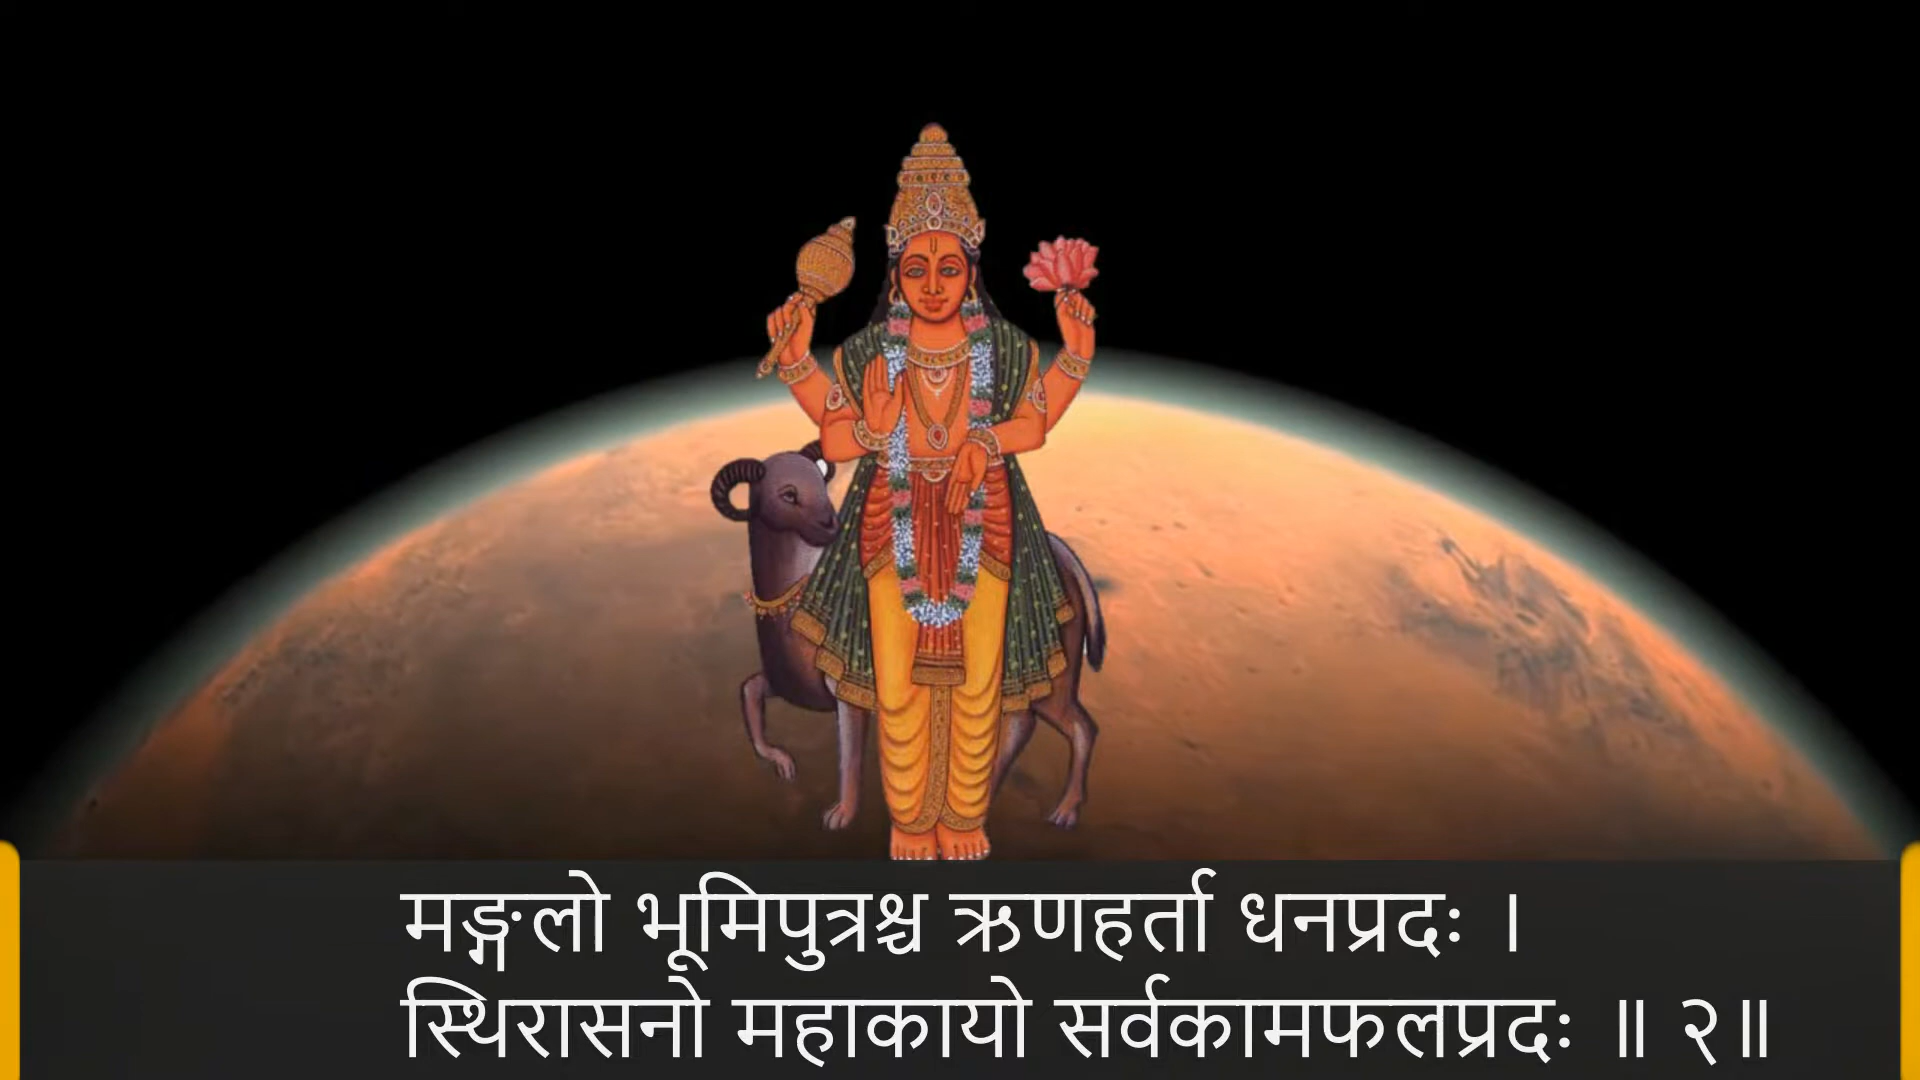 मङ्गलो भूमिपुत्रश्च ऋणहर्ता धनप्रदः ।
स्थिरासनो महाकायो सर्वकामफलप्रदः ॥ २॥